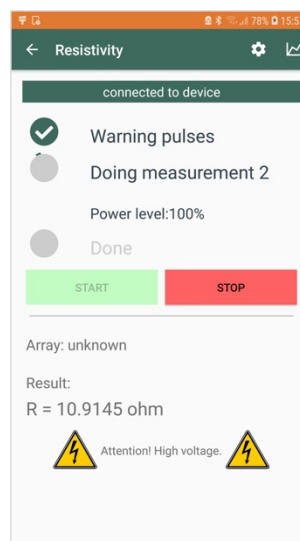 78% 15:5
Resistivity
connected to device
Warning pulses
Doing measurement 2
Power level:100%
Done
START STOP
Array: unknown
Result:
R = 10.9145 ohm
Attention! High voltage.